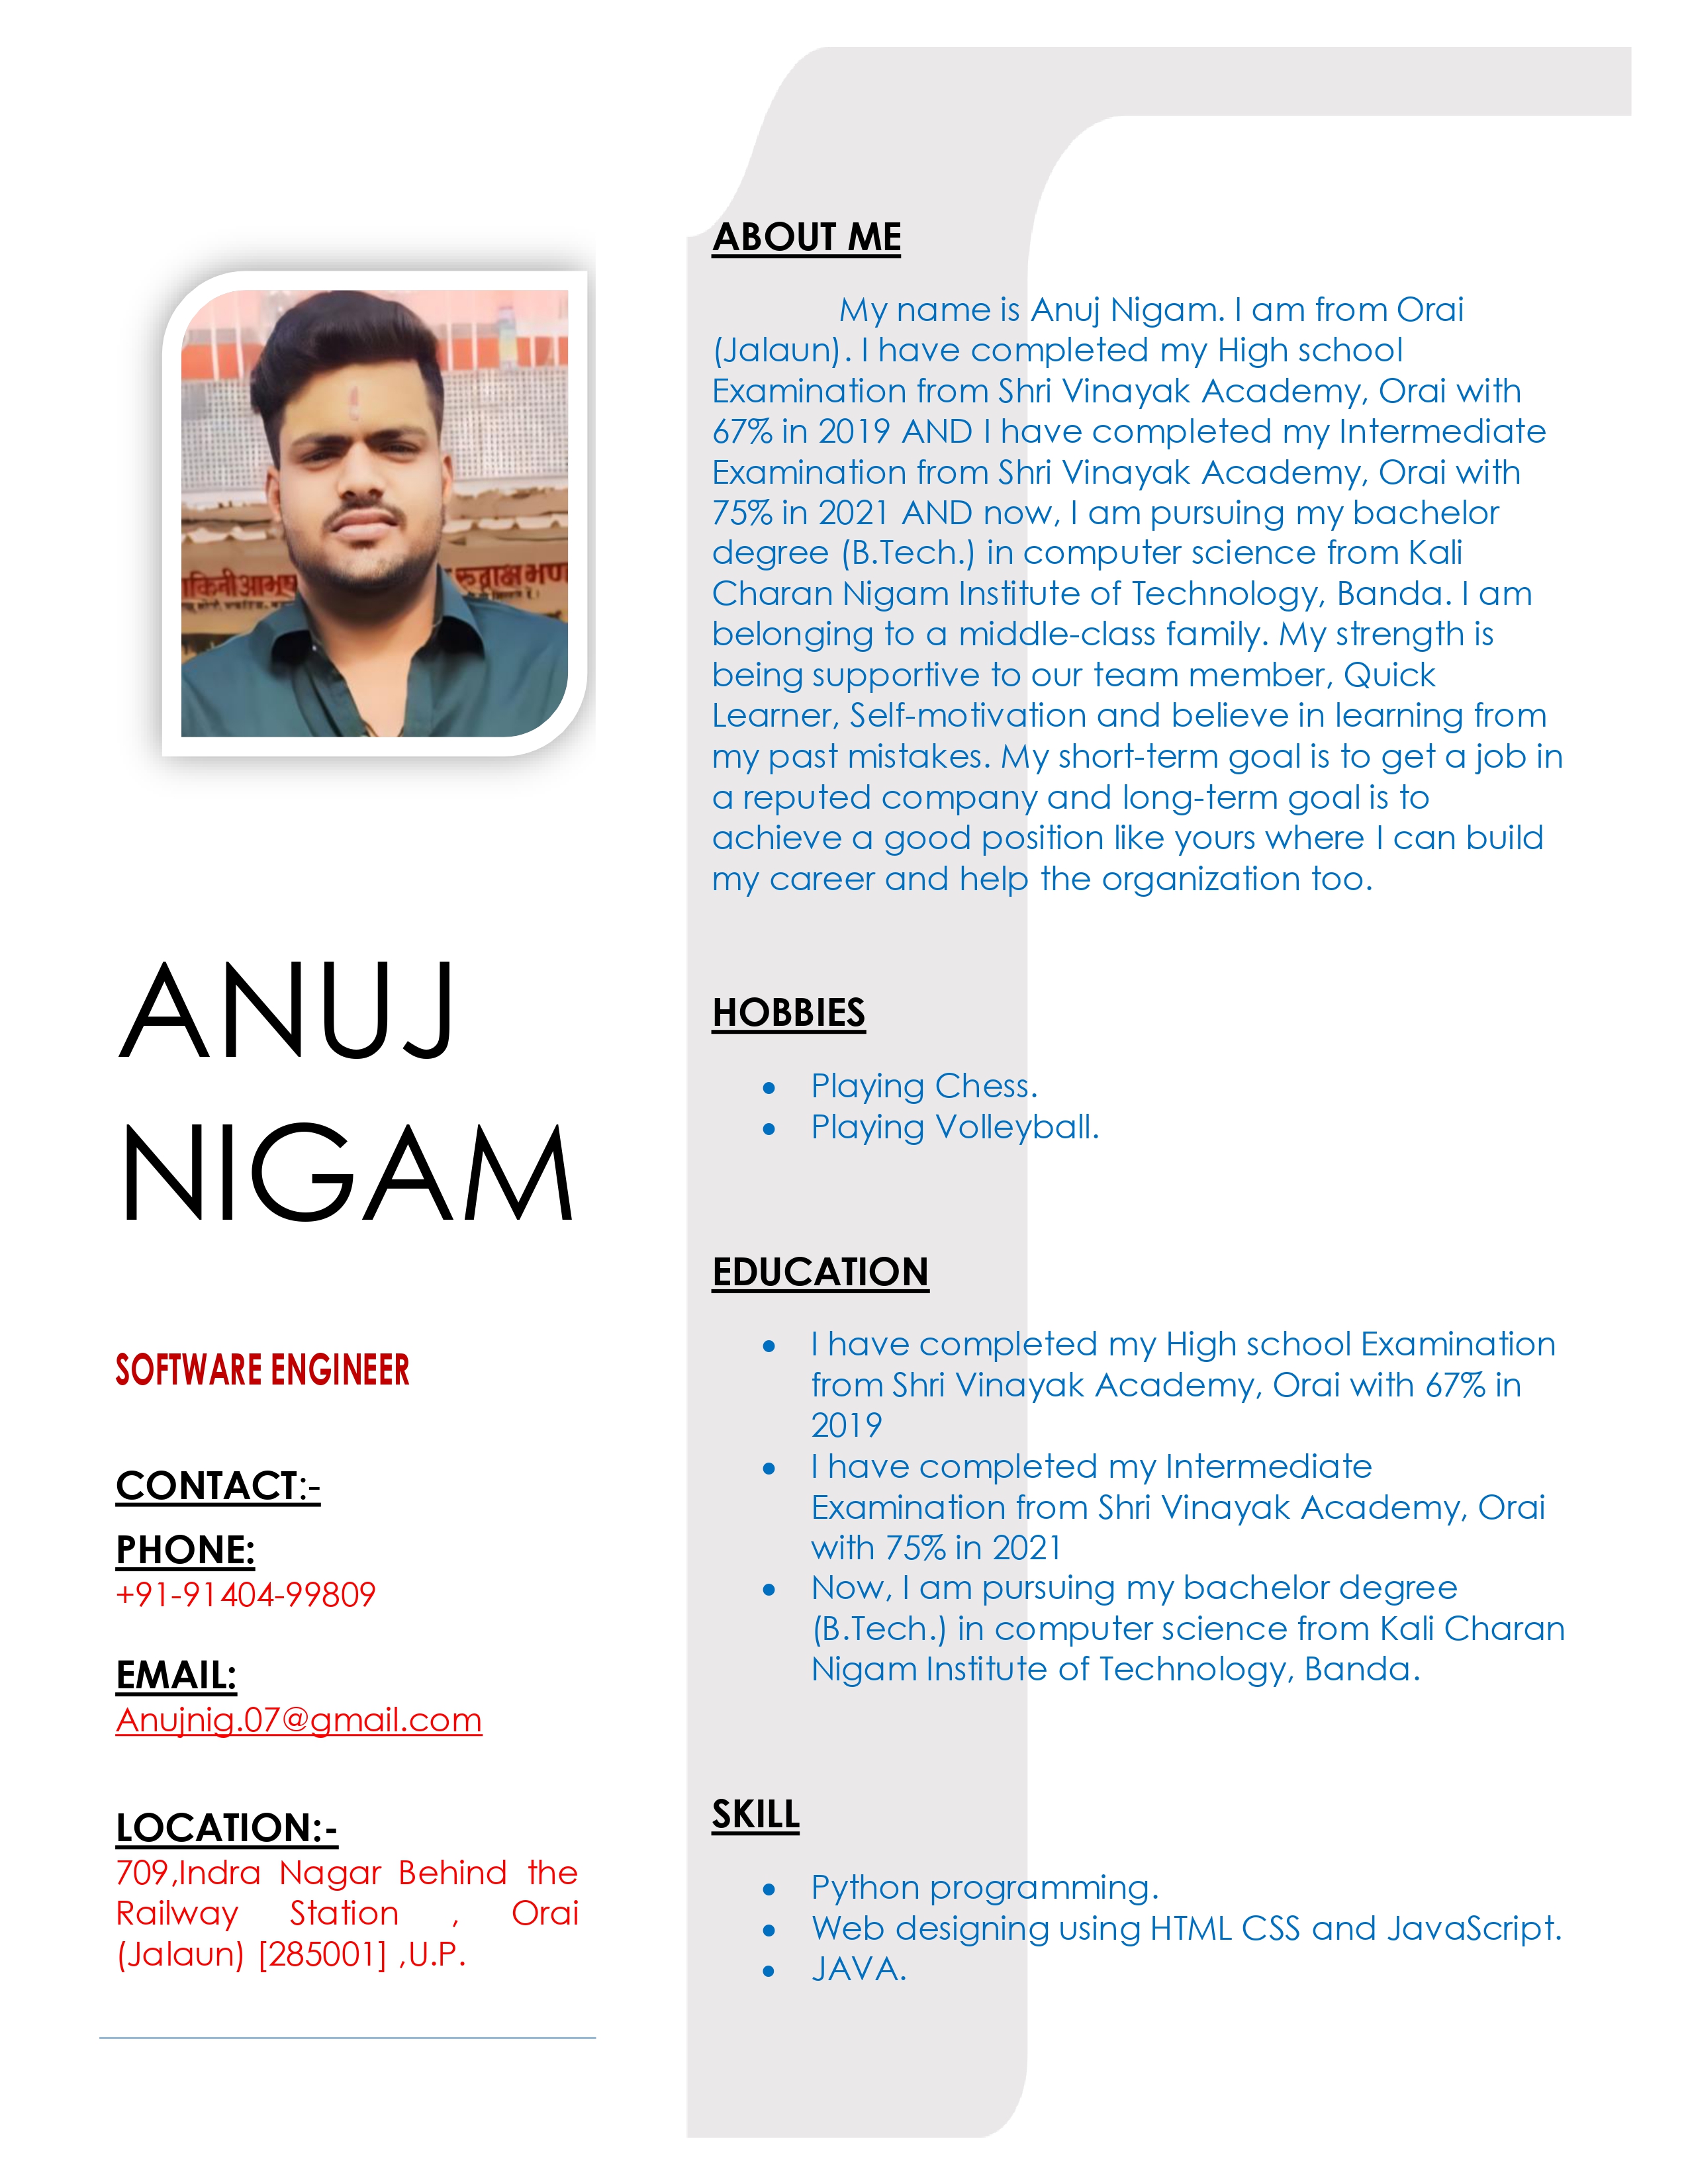 ABOUT ME
My name is Anuj Nigam. I am from Orai
(Jalaun). I have completed my High school
Examination from Shri Vinayak Academy, Orai with
67% in 2019 AND I have completed my Intermediate
Examination from Shri Vinayak Academy, Orai with
75% in 2021 AND now, I am pursuing my bachelor
degree (B.Tech.) in computer science from Kali
Charan Nigam Institute of Technology, Banda. I am
belonging to a middle-class family. My strength is
being supportive to our team member, Quick
Learner, Self-motivation and believe in learning from
my past mistakes. My short-term goal is to get a job in
a reputed company and long-term goal is to
achieve a good position like yours where I can build
my career and help the organization too.
ANUJ
NIGAM
SOFTWARE ENGINEER
CONTACT:-
PHONE:
+91-91404-99809
EMAIL:
Anujnig.07@gmail.com
LOCATION:-
709,Indra Nagar Behind the
Railway Station , Orai
(Jalaun) [285001] ,U.P.
HOBBIES
• Playing Chess.
• Playing Volleyball.
EDUCATION
• I have completed my High school Examination
from Shri Vinayak Academy, Orai with 67% in
2019
• I have completed my Intermediate
Examination from Shri Vinayak Academy, Orai
with 75% in 2021
• Now, I am pursuing my bachelor degree
(B.Tech.) in computer science from Kali Charan
Nigam Institute of Technology, Banda.
SKILL
• Python programming.
• Web designing using HTML CSS and JavaScript.
• JAVA.